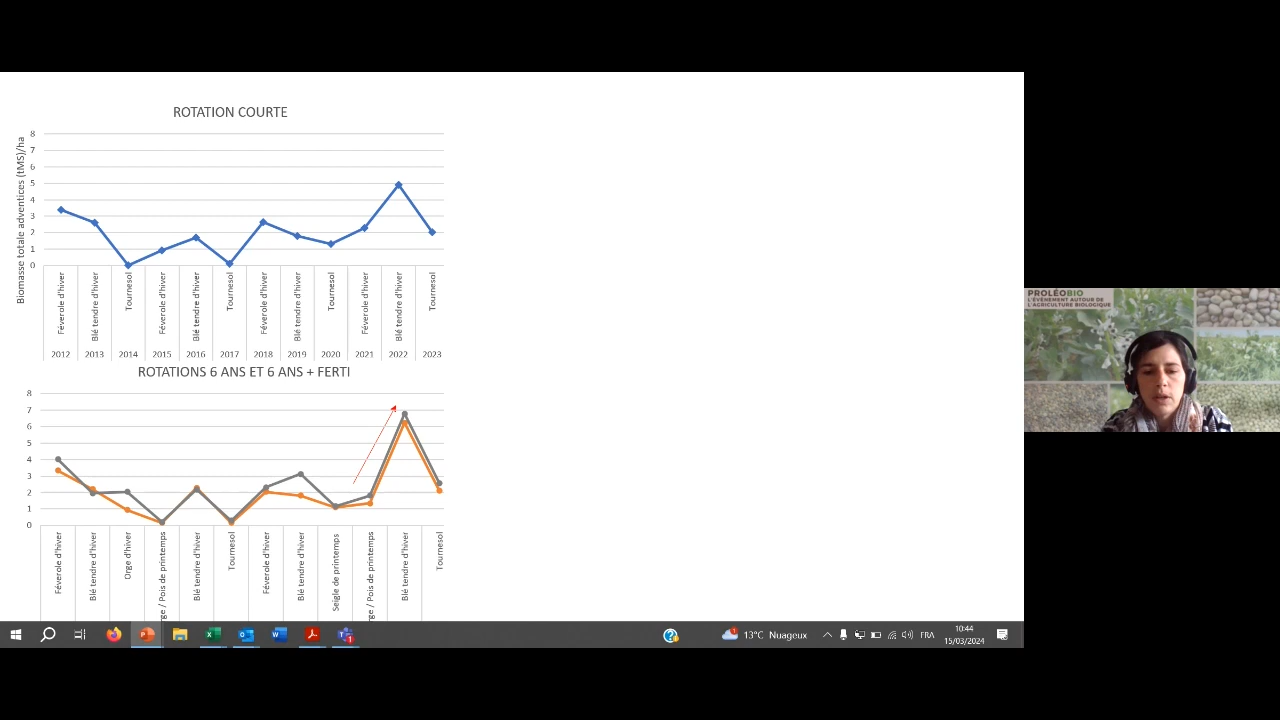 ROTATION COURTE
Biomasse totale adventices (tMS)/ha
8
7
6
5
4
3
2
1
0
Féverole d'hiver
Blé tendre d'hiver
Tournesol
Féverole d'hiver
Blé tendre d'hiver
Tournesol
Féverole d'hiver
Blé tendre d'hiver
Tournesol
Féverole d'hiver
Blé tendre d'hiver
Tournesol
2012 2013 2014 2015 2016 2017 2018 2019 2020 2021 2022 2023
ROTATIONS 6 ANS ET 6 ANS + FERTI
8
7
6
5
4
3
2
1
0
Féverole d'hiver
Blé tendre d'hiver
Orge d'hiver
ge / Pois de printemps
Blé tendre d'hiver
Tournesol
Féverole d'hiver
Blé tendre d'hiver
Seigle de printemps
ge / Pois de printemps
Blé tendre d'hiver
Tournesol
PROLÉOBIO
L'ÉVÉNEMENT AUTOUR DE
L'AGRICULTURE BIOLOGIQUE
13°C Nuageux
FRA
10:44
15/03/2024